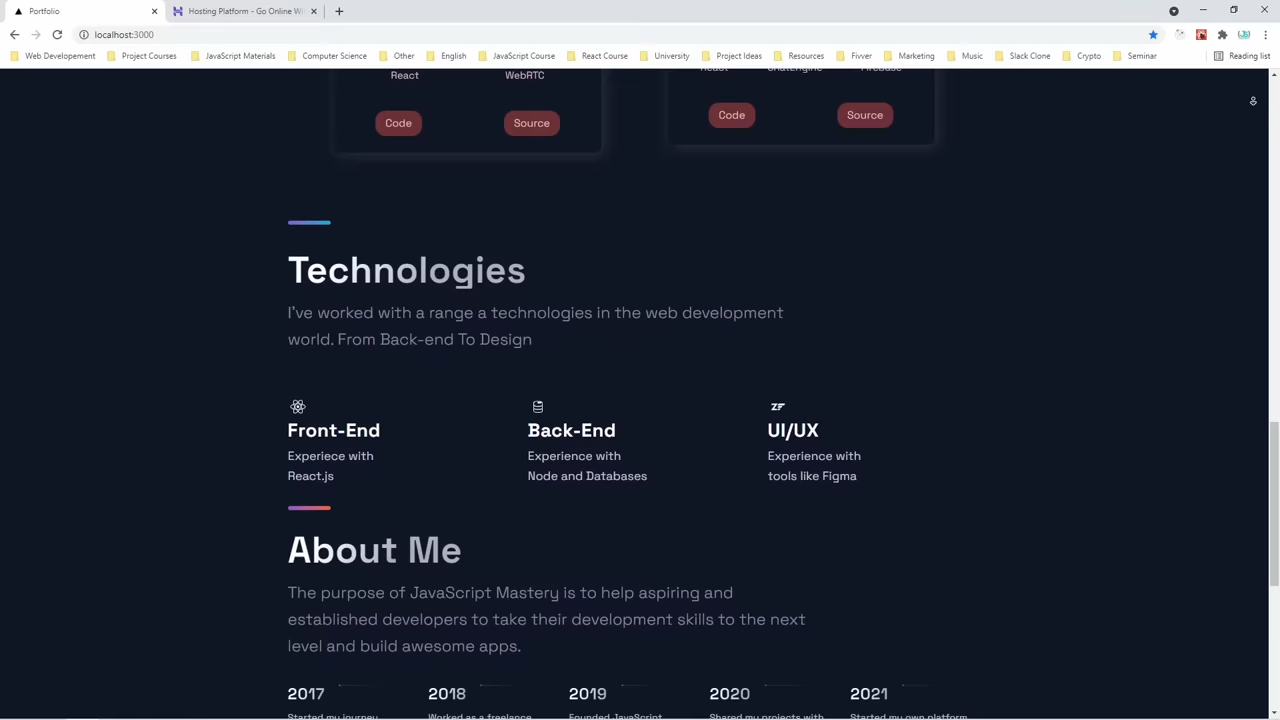 Portfolio
Hosting Platform - Go Online Wi
localhost:3000
Web Developement
Project Courses
JavaScript Materials
Computer Science
Other
English
JavaScript Course
React Course
University
Project Ideas
Resources
Fivver
Marketing
Music
Slack Clone
Crypto
Seminar
Reading list
React
WebRTC
React
ChatEngine
Firebase
Code
Source
Code
Source
Technologies
I've worked with a range a technologies in the web development
world. From Back-end To Design
Front-End
Experiece with
React.js
Back-End
Experience with
Node and Databases
UI/UX
Experience with
tools like Figma
About Me
The purpose of JavaScript Mastery is to help aspiring and
established developers to take their development skills to the next
level and build awesome apps.
2017
2018
2019
2020
2021
Started my journey
Worked as a freelance
Founded JavaScript
Shared my projects with
Started my own platform